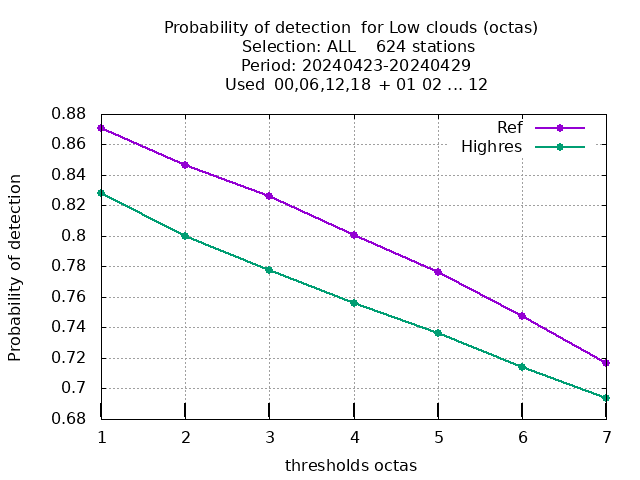 Probability of detection  for Low clouds (octas)
Selection: ALL    624 stations
Period: 20240423-20240429
Used  00,06,12,18  + 01 02 ... 12
0.88
0.86
0.84
0.82
0.8
0.78
0.76
0.74
0.72
0.7
0.68
Probability of detection
Ref
Highres
1 2 3 4 5 6 7
thresholds octas